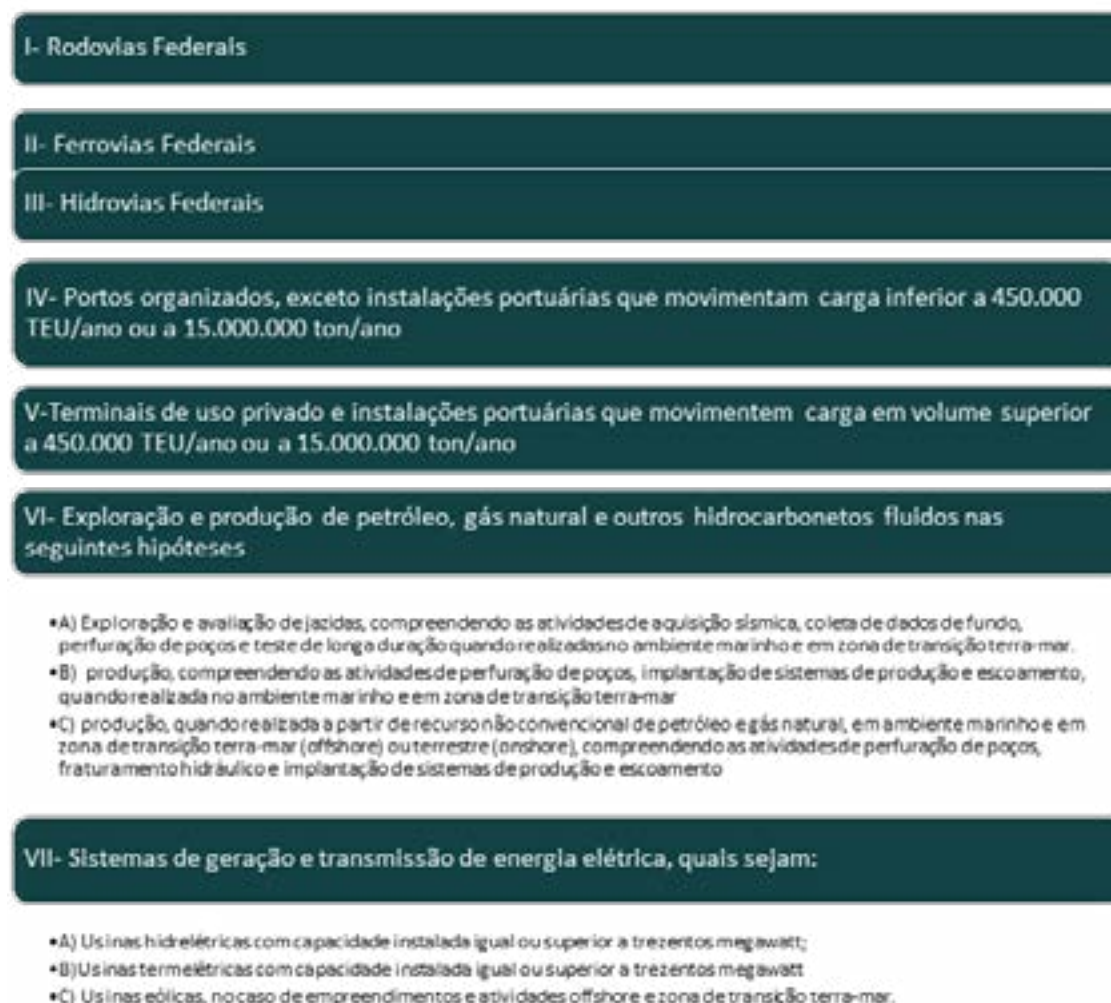 I- Rodovias Federais
II- Ferrovias Federais
III- Hidrovias Federais
IV- Portos organizados, exceto instalações portuárias que movimentam carga inferior a 450.000
TEU/ano ou a 15.000.000 ton/ano
V-Terminais de uso privado e instalações portuárias que movimentem carga em volume superior
a 450.000 TEU/ano ou a 15.000.000 ton/ano
VI- Exploração e produção de petróleo, gás natural e outros hidrocarbonetos fluidos nas
seguintes hipóteses
•A) Exploração e avaliação de jazidas, compreendendo as atividades de aquisição sísmica, coleta de dados de fundo,
perfuração de poços e teste de longa duração quando realizadas no ambiente marinho e em zona de transição terra-mar.
•B) produção, compreendendo as atividades de perfuração de poços, implantação de sistemas de produção e escoamento,
quando realizada no ambiente marinho e em zona de transição terra-mar
•C) produção, quando realizada a partir de recurso não convencional de petróleo e gás natural, em ambiente marinho e em
zona de transição terra-mar (offshore) ou terrestre (onshore), compreendendo as atividades de perfuração de poços,
fraturamento hidráulico e implantação de sistemas de produção e escoamento
VII- Sistemas de geração e transmissão de energia elétrica, quais sejam:
•A) Usinas hidrelétricas com capacidade instalada igual ou superior a trezentos megawatt;
•B)Usinas termelétricas com capacidade instalada igual ou superior a trezentos megawatt
•C) Usinas eólicas, no caso de empreendimentos e atividades offshore e zona de transição terra-mar.